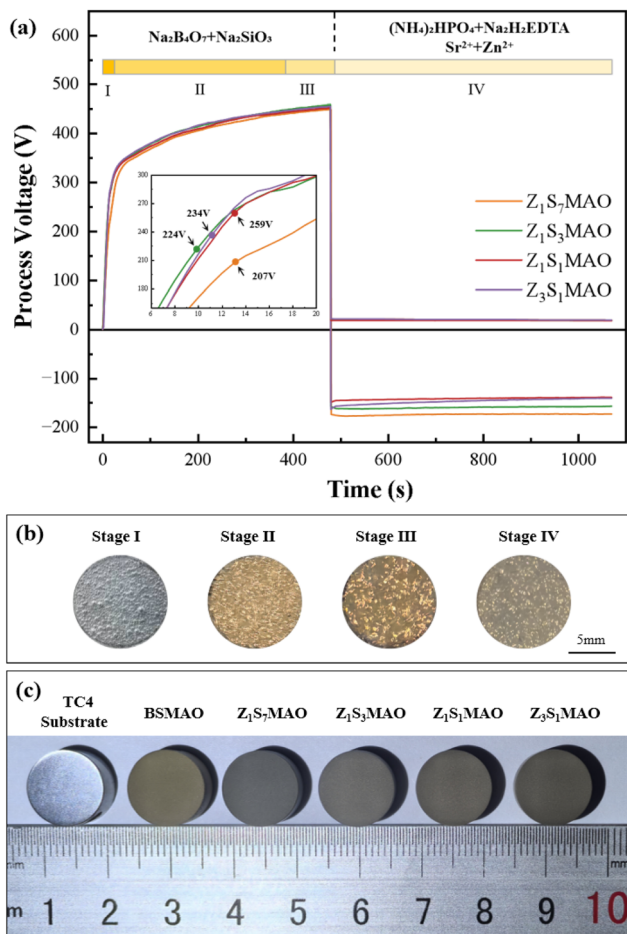 (a)
Na₂B₄O₇+Na₂SiO₃
(NH₄)₂HPO₄+Na₂H₂EDTA
Sr²⁺+Zn²⁺
I
II
III
IV
Process Voltage (V)
600
500
400
300
200
100
0
−100
−200
Z₁S₇MAO
Z₁S₃MAO
Z₁S₁MAO
Z₃S₁MAO
300
270
240
210
180
224V
234V
259V
207V
6 8 10 12 14 16 18 20
0 200 400 600 800 1000
Time (s)
(b)
Stage I Stage II Stage III Stage IV
5mm
(c)
TC4
Substrate
BSMAO Z₁S₇MAO Z₁S₃MAO Z₁S₁MAO Z₃S₁MAO
m 1 2 3 4 5 6 7 8 9 10